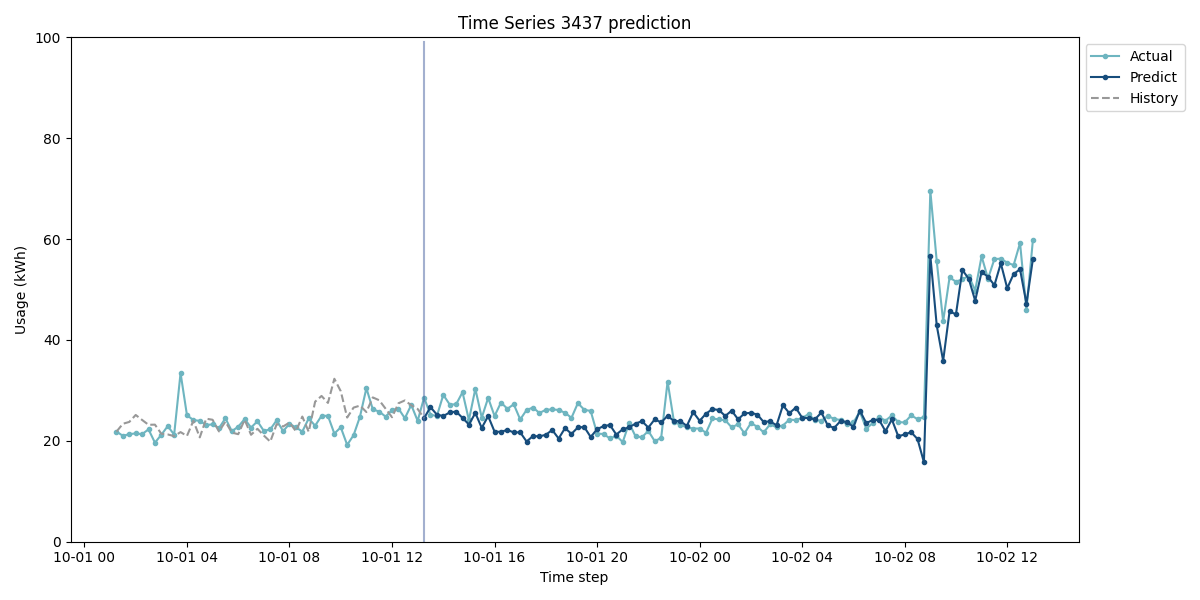 Time Series 3437 prediction
100
80
60
40
20
0
Usage (kWh)
10-01 00 10-01 04 10-01 08 10-01 12 10-01 16 10-01 20 10-02 00 10-02 04 10-02 08 10-02 12
Time step
Actual
Predict
History